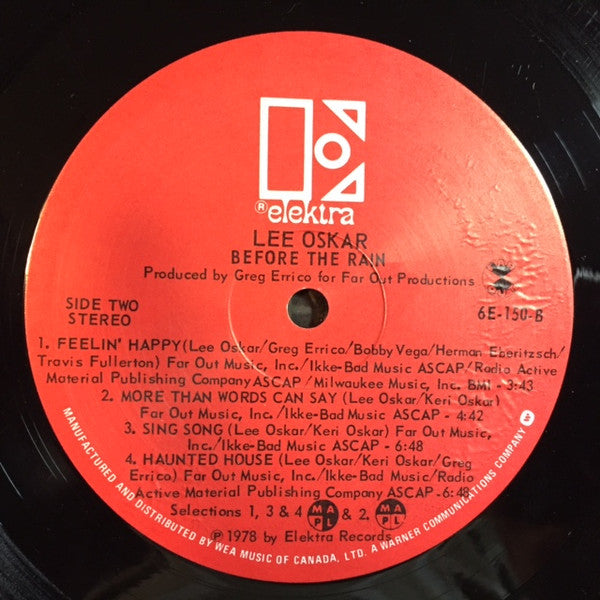 ® elektra
LEE OSKAR
BEFORE THE RAIN
Produced by Greg Errico for Far Out Productions
SIDE TWO
STEREO
6E-150-B
1. FEELIN' HAPPY (Lee Oskar/Greg Errico/Bobby Vega/Herman Eberitzsch/
Travis Fullerton) Far Out Music, Inc./Ikke-Bad Music ASCAP/Radio Active
Material Publishing Company ASCAP/Milwaukee Music, Inc. BMI - 3:43
2. MORE THAN WORDS CAN SAY (Lee Oskar/Keri Oskar)
Far Out Music, Inc./Ikke-Bad Music ASCAP - 4:42
3. SING SONG (Lee Oskar/Keri Oskar) Far Out Music,
Inc./Ikke-Bad Music ASCAP - 6:48
4. HAUNTED HOUSE (Lee Oskar/Keri Oskar/Greg
Errico) Far Out Music, Inc./Ikke-Bad Music/Radio
Active Material Publishing Company ASCAP - 6:48
Selections 1, 3 & 4 MAPL & 2. MAPL
℗ 1978 by Elektra Records
MANUFACTURED AND DISTRIBUTED BY WEA MUSIC OF CANADA, LTD. A WARNER COMMUNICATIONS COMPANY